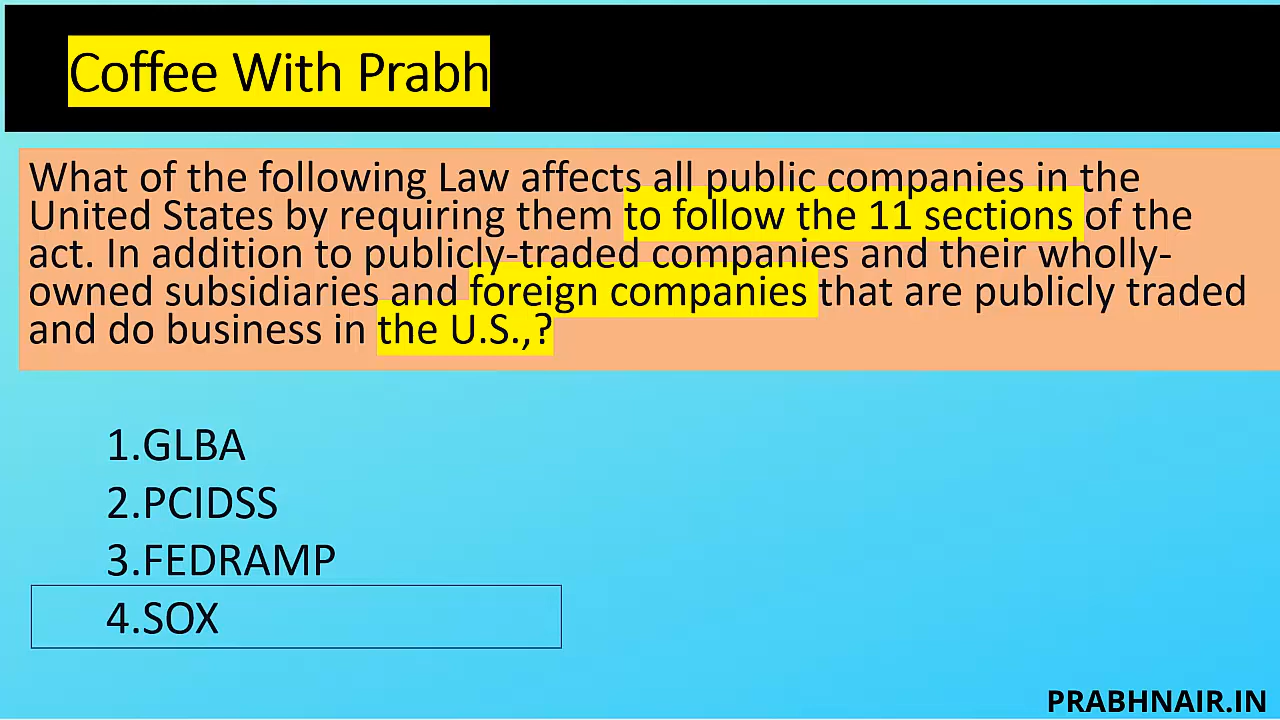 Coffee With Prabh
What of the following Law affects all public companies in the
United States by requiring them to follow the 11 sections of the
act. In addition to publicly-traded companies and their wholly-
owned subsidiaries and foreign companies that are publicly traded
and do business in the U.S.,?
1.GLBA
2.PCIDSS
3.FEDRAMP
4.SOX
PRABHNAIR.IN